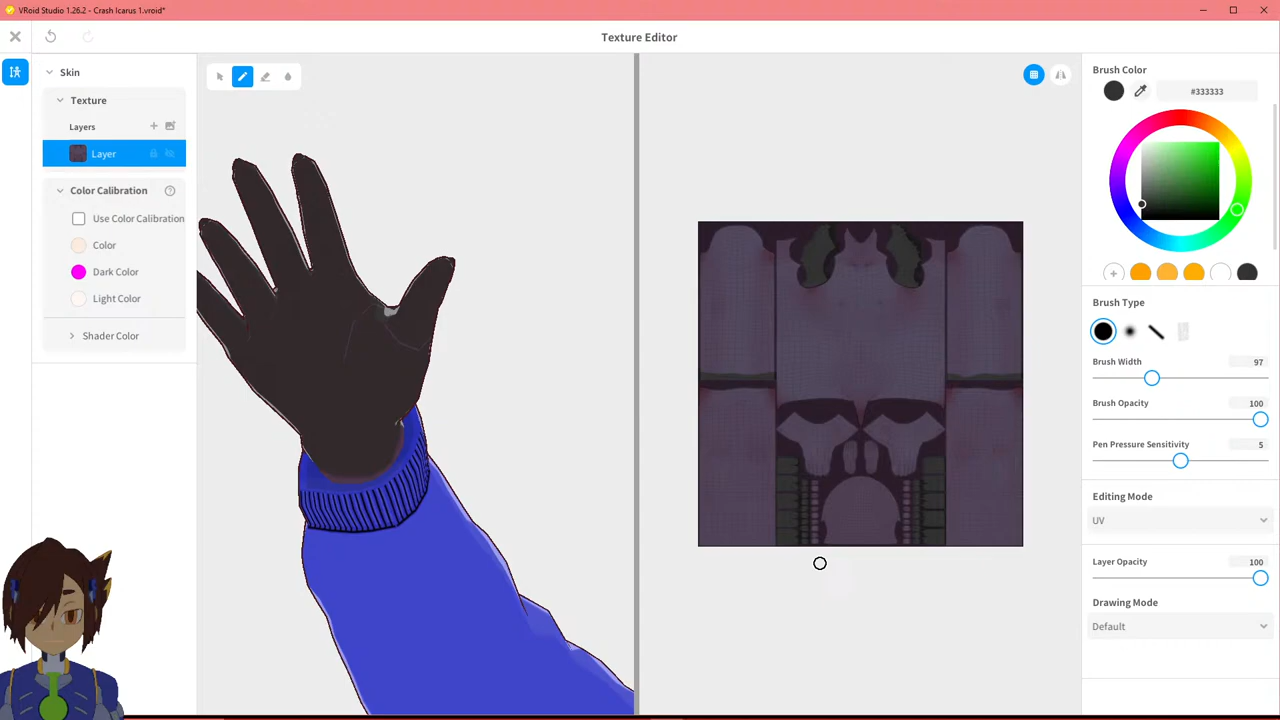 VRoid Studio 1.26.2 - Crash Icarus 1.vroid*
Texture Editor
Skin
Texture
Layers
Layer
Color Calibration
Use Color Calibration
Color
Dark Color
Light Color
Shader Color
Brush Color
#333333
Brush Type
Brush Width 97
Brush Opacity 100
Pen Pressure Sensitivity 5
Editing Mode
UV
Layer Opacity 100
Drawing Mode
Default